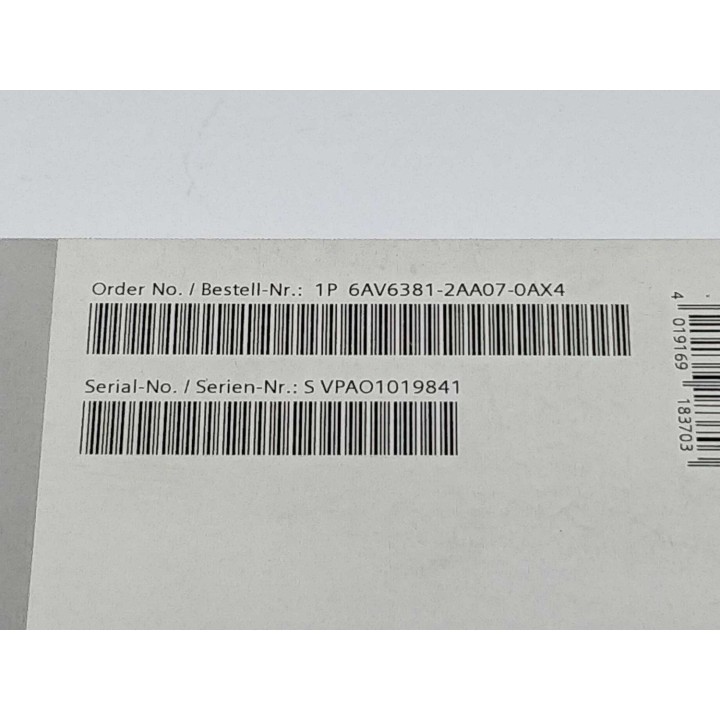 Order No. / Bestell-Nr.: 1P 6AV6381-2AA07-0AX4
Serial-No. / Serien-Nr.: S VPAO1019841
4 019169 183703